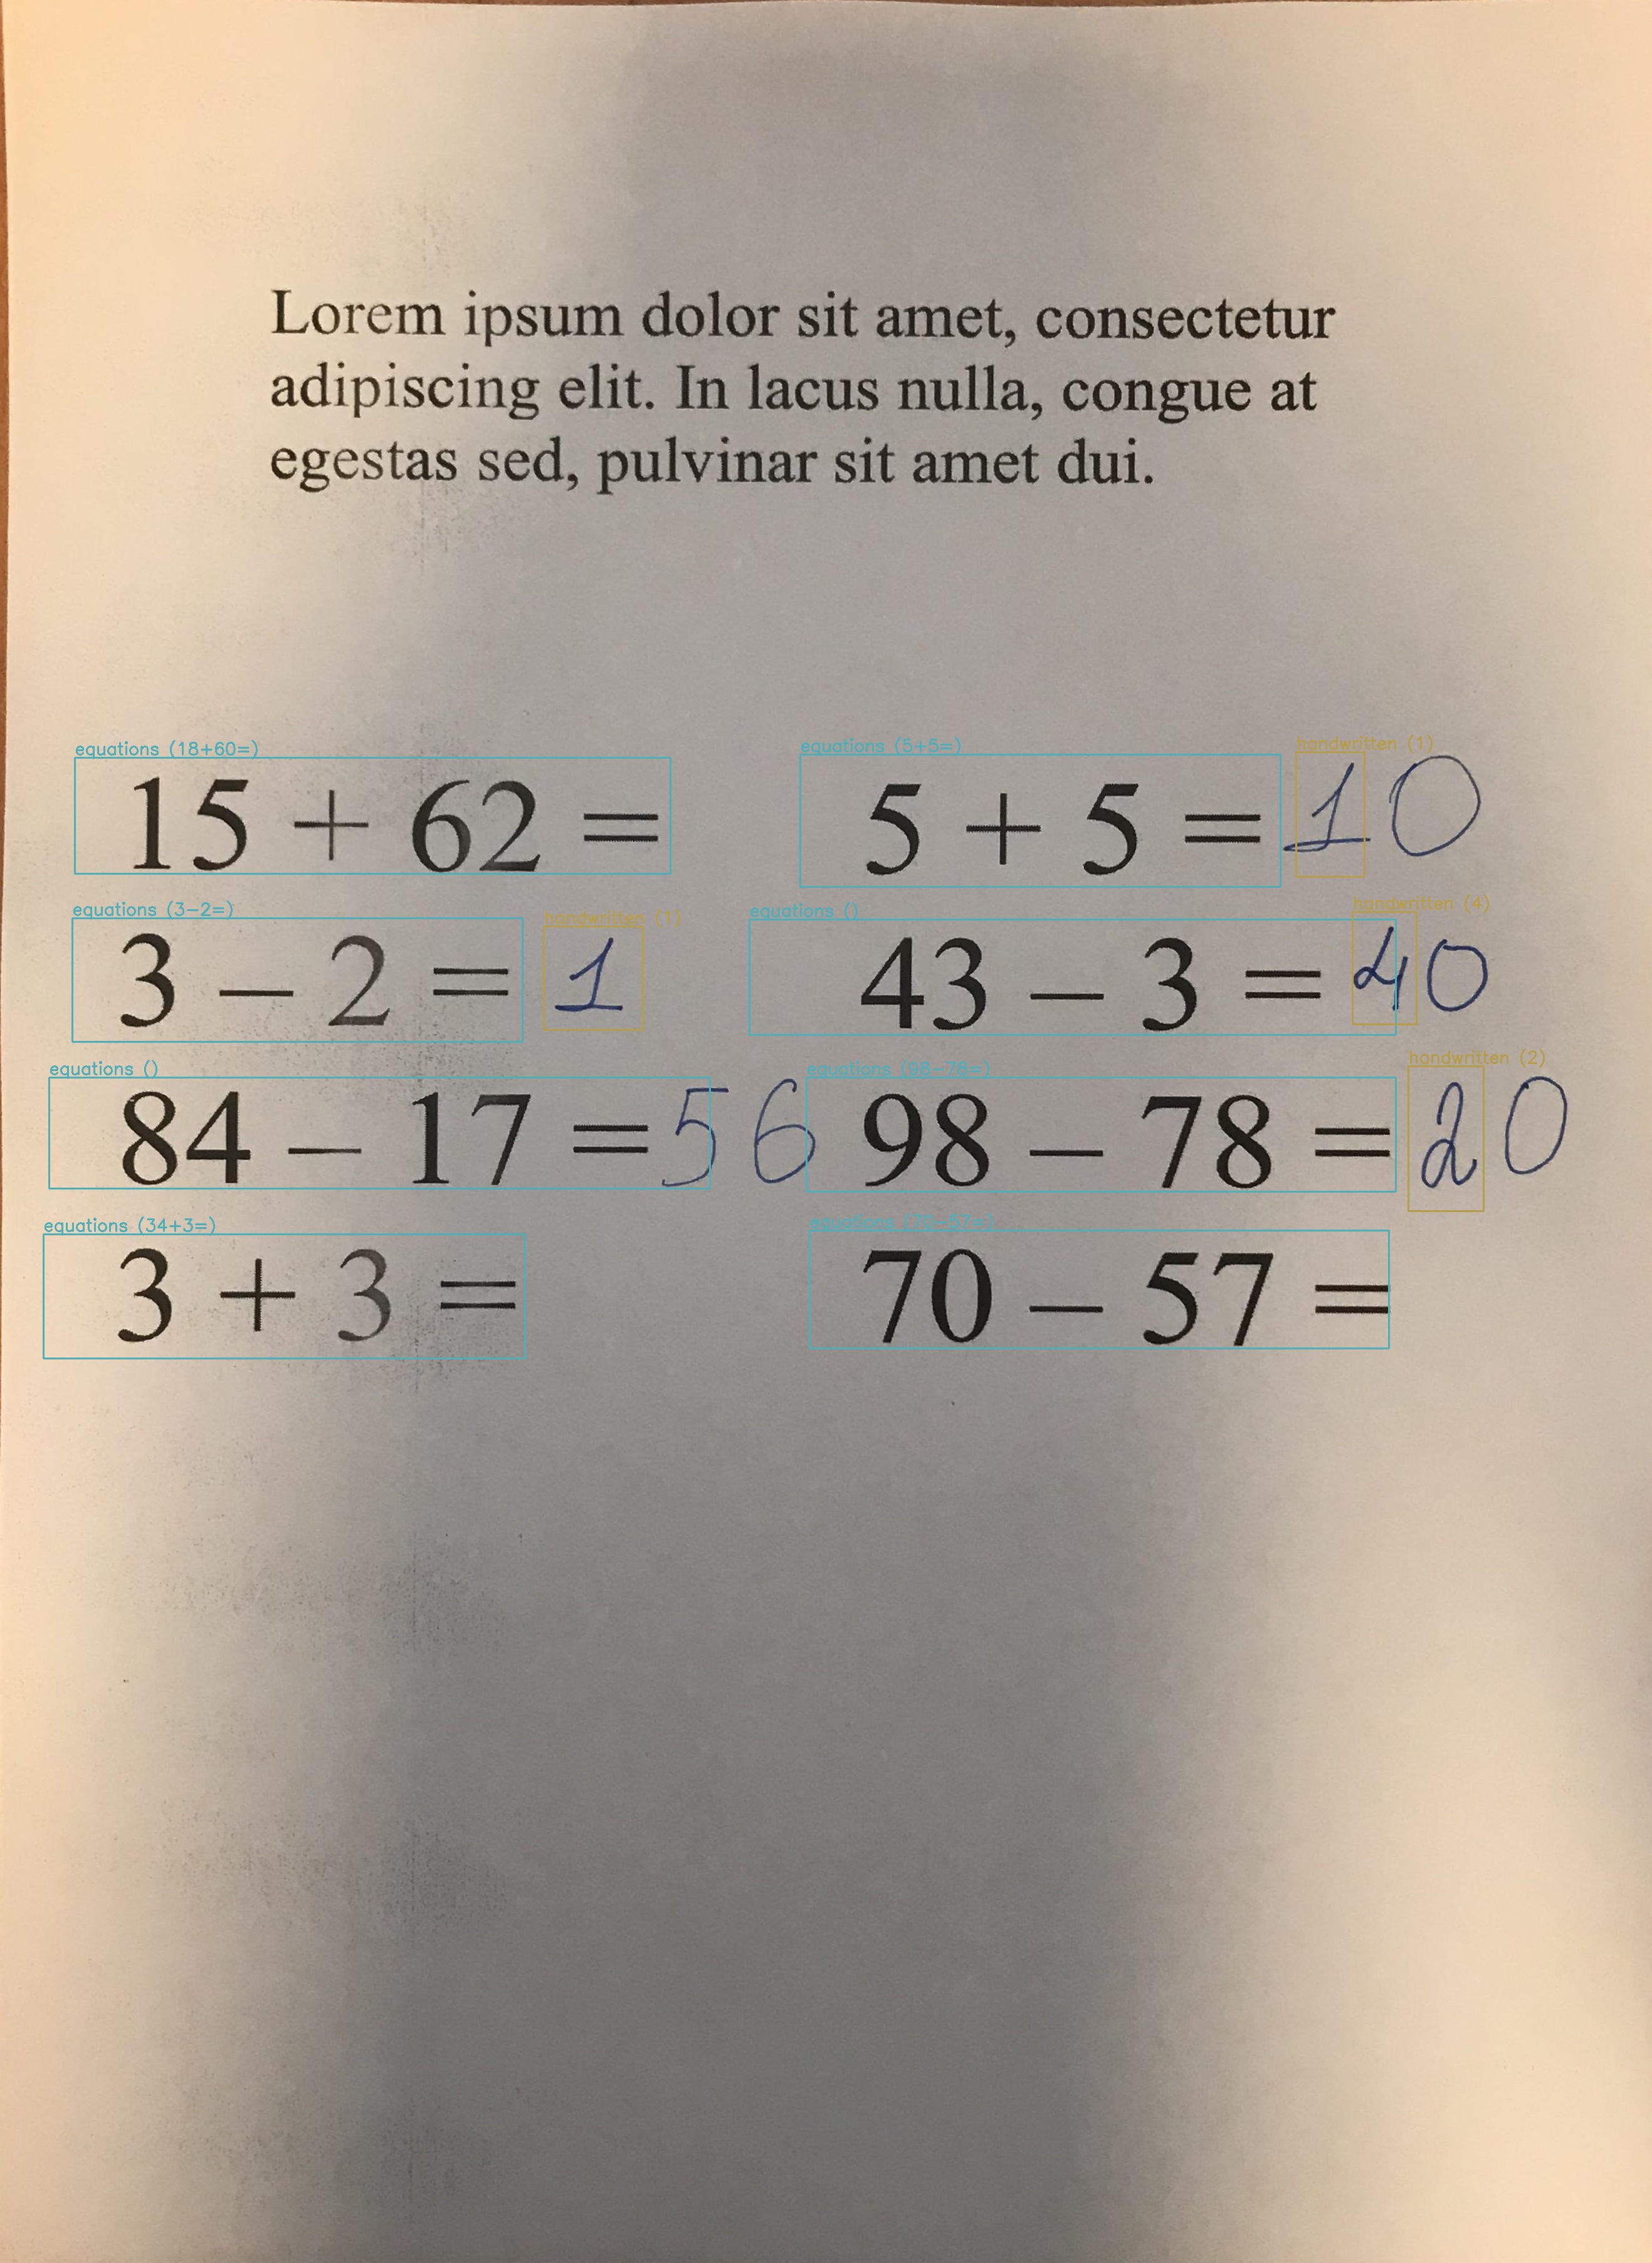 Lorem ipsum dolor sit amet, consectetur
adipiscing elit. In lacus nulla, congue at
egestas sed, pulvinar sit amet dui.
equations (18+60=)
15 + 62 =
equations (5+5=) handwritten (1)
5 + 5 = 10
equations (3-2=) handwritten (1)
3 – 2 = 1
equations () handwritten (4)
43 – 3 = 40
equations ()
84 – 17 = 56
equations (98-78=) handwritten (2)
98 – 78 = 20
equations (34+3=)
3 + 3 =
equations (70-57=)
70 – 57 =